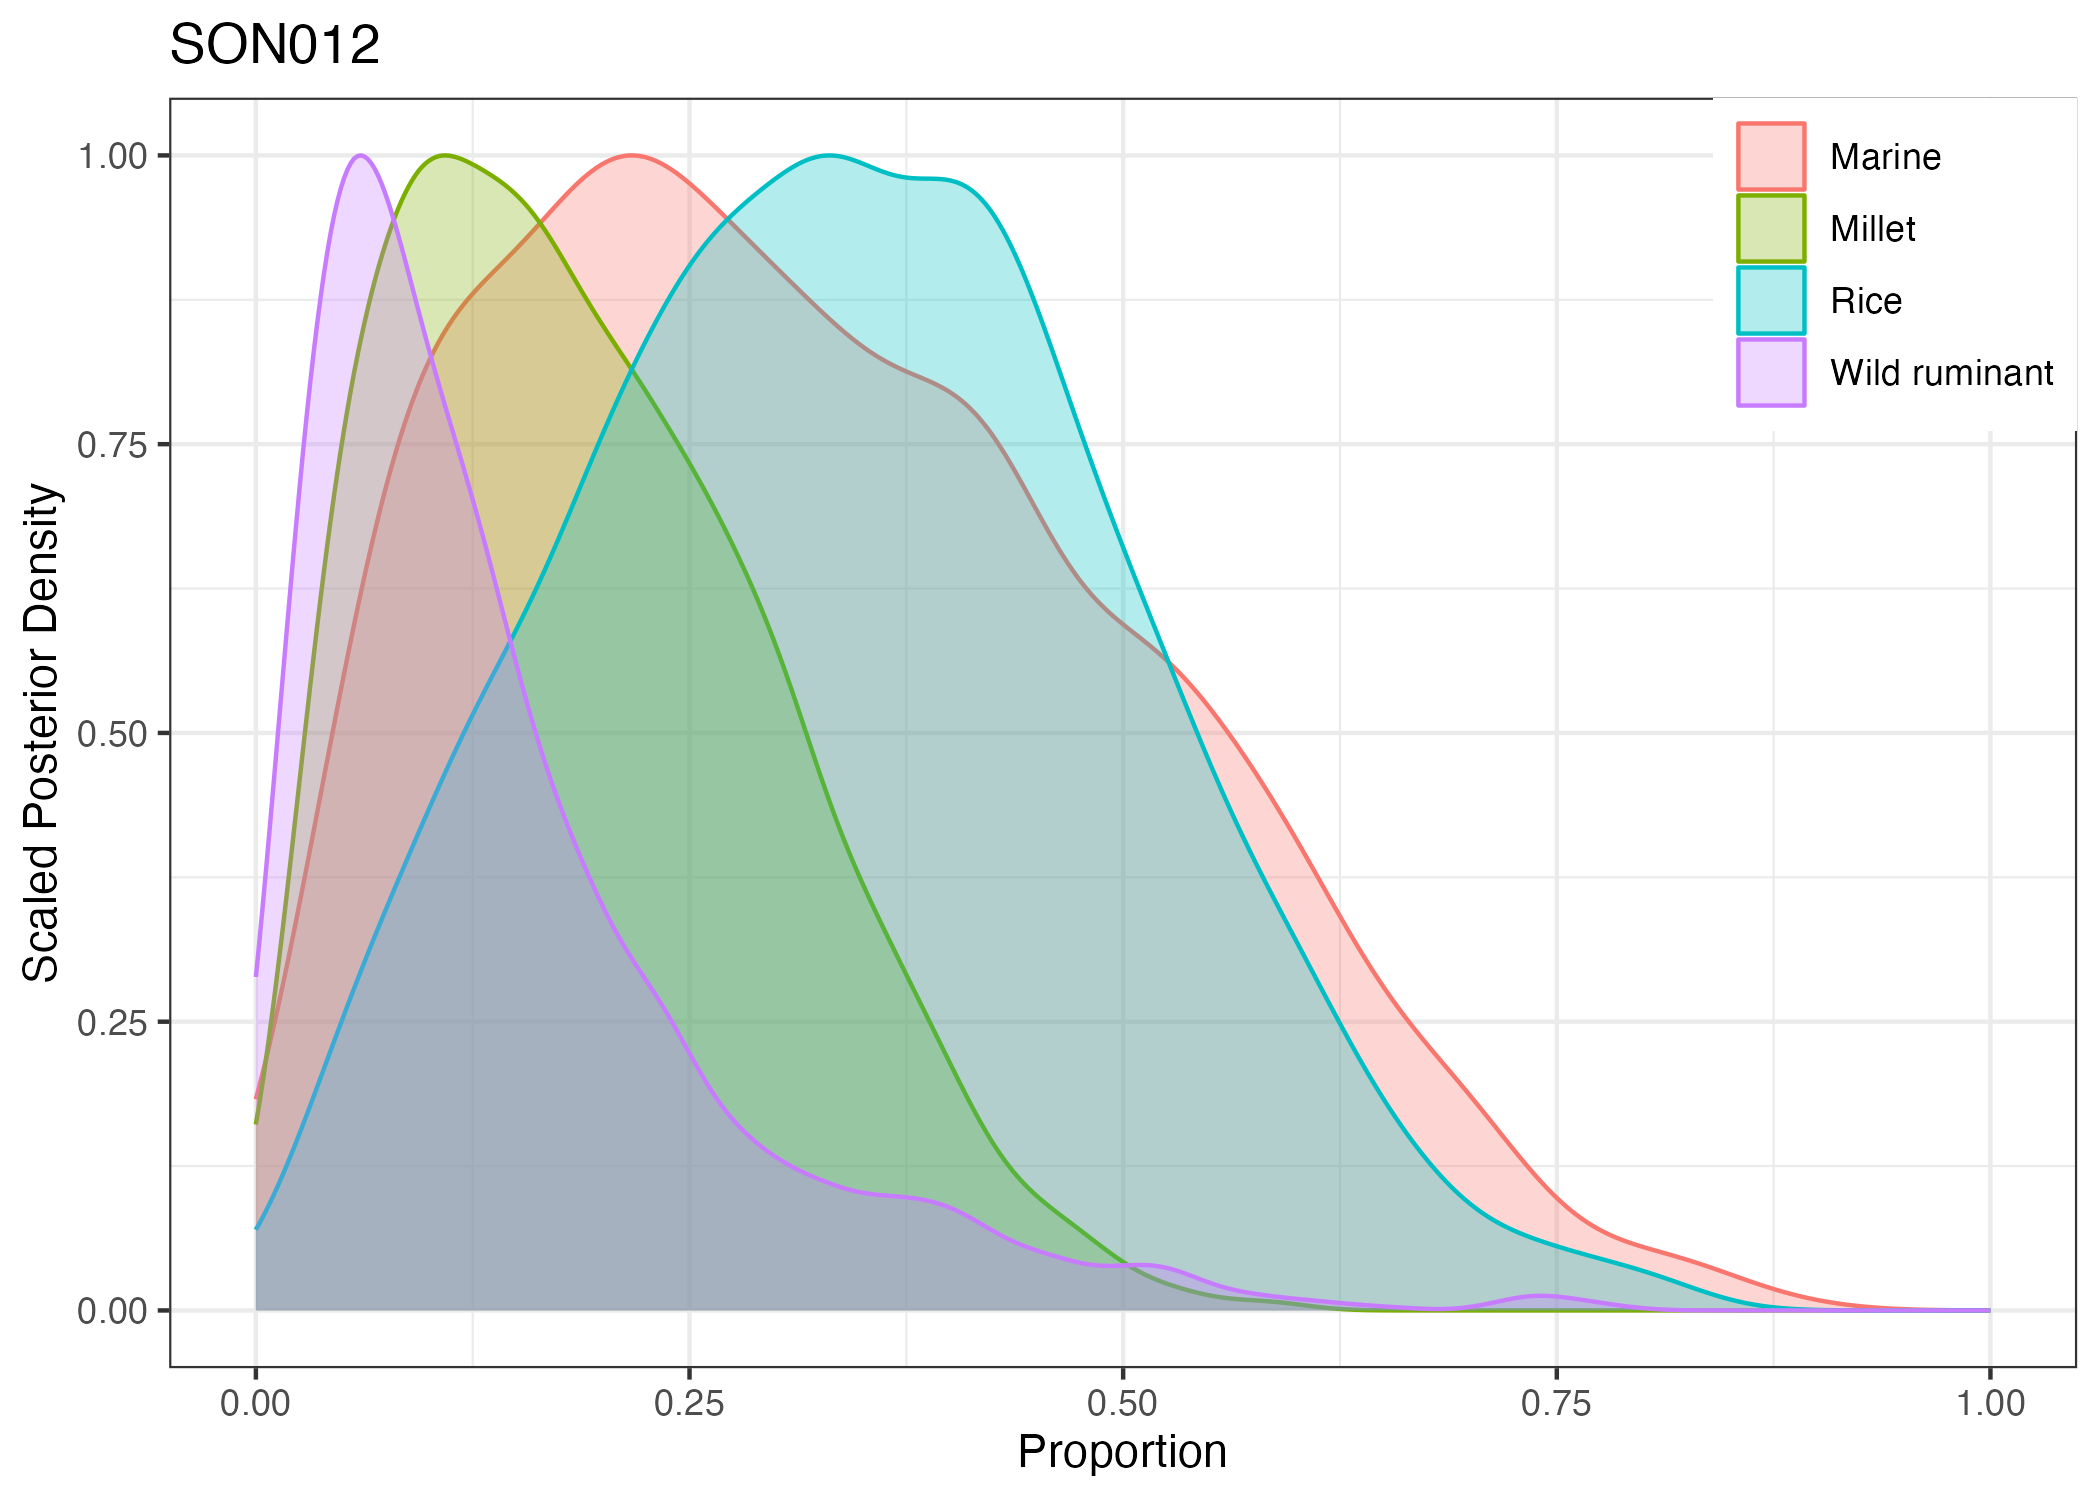 SON012
Marine
Millet
Rice
Wild ruminant
Scaled Posterior Density
1.00
0.75
0.50
0.25
0.00
0.00 0.25 0.50 0.75 1.00
Proportion